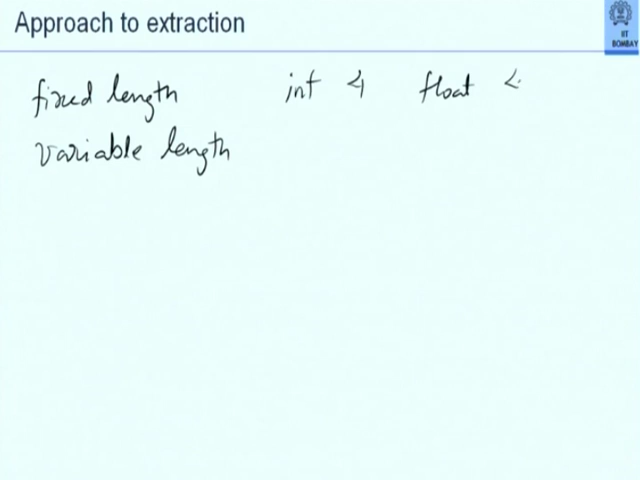 Approach to extraction
IIT
BOMBAY
fixed length int 4 float
variable length